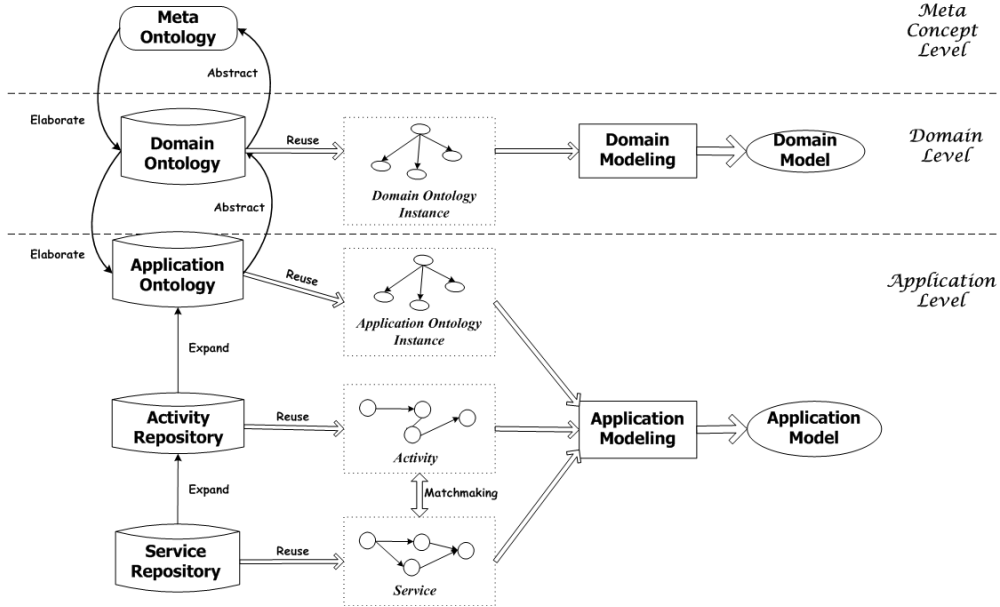 Meta
Ontology
Meta
Concept
Level
Abstract
Elaborate
Domain
Ontology
Reuse
Domain Ontology
Instance
Domain
Modeling
Domain
Model
Domain
Level
Abstract
Elaborate
Application
Ontology
Reuse
Application Ontology
Instance
Application
Level
Expand
Activity
Repository
Reuse
Activity
Application
Modeling
Application
Model
Matchmaking
Expand
Service
Repository
Reuse
Service